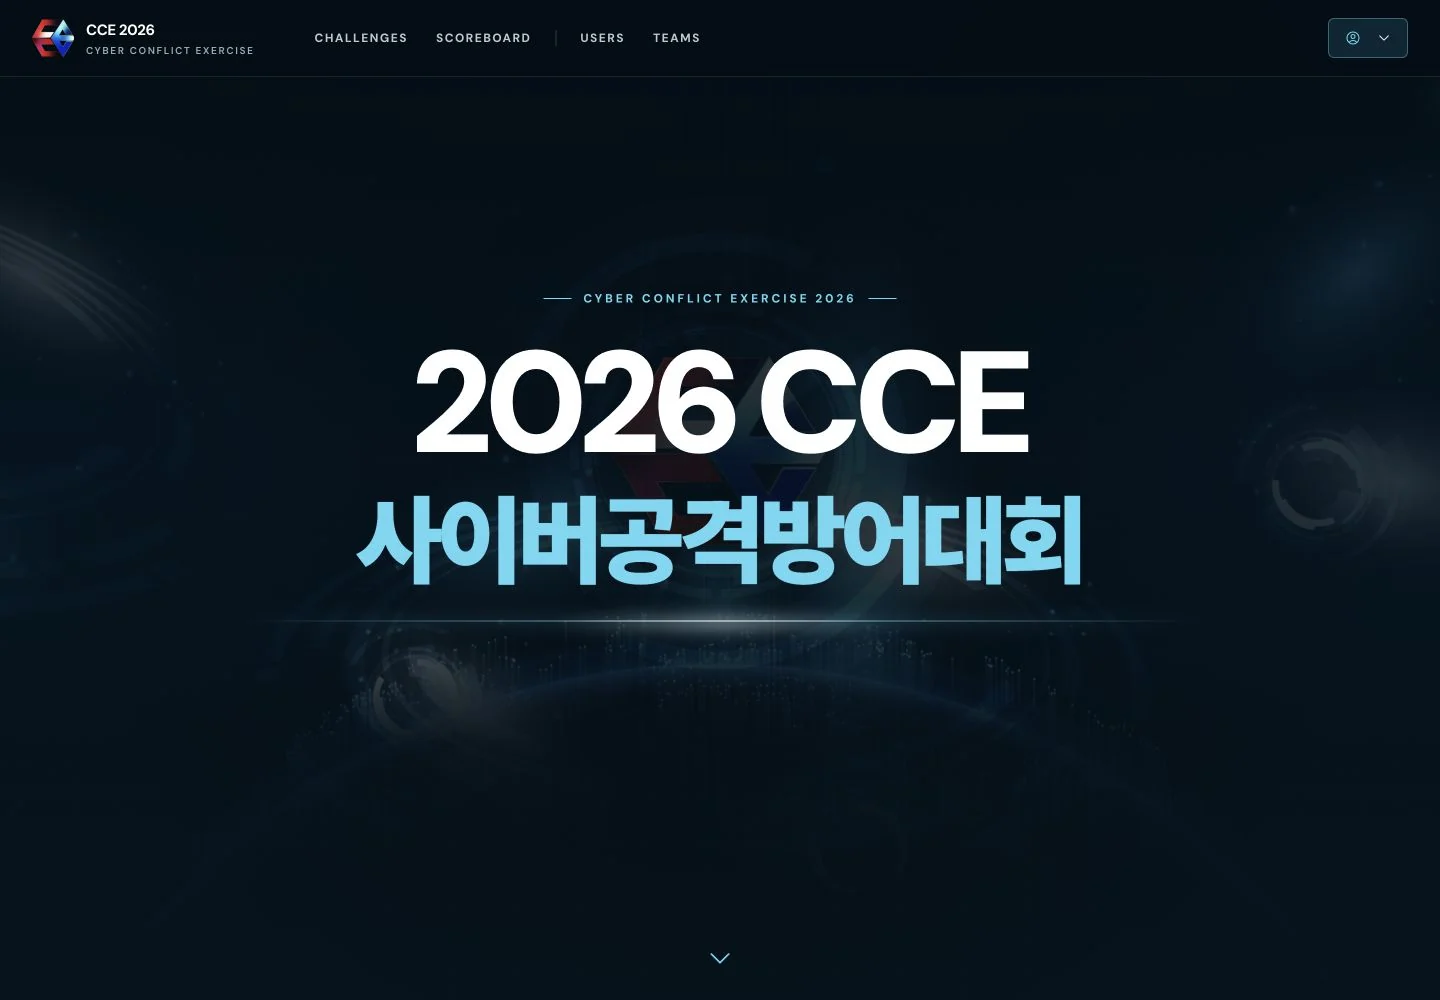 CCE 2026
CYBER CONFLICT EXERCISE
CHALLENGES
SCOREBOARD
USERS
TEAMS
CYBER CONFLICT EXERCISE 2026
2026 CCE
사이버공격방어대회